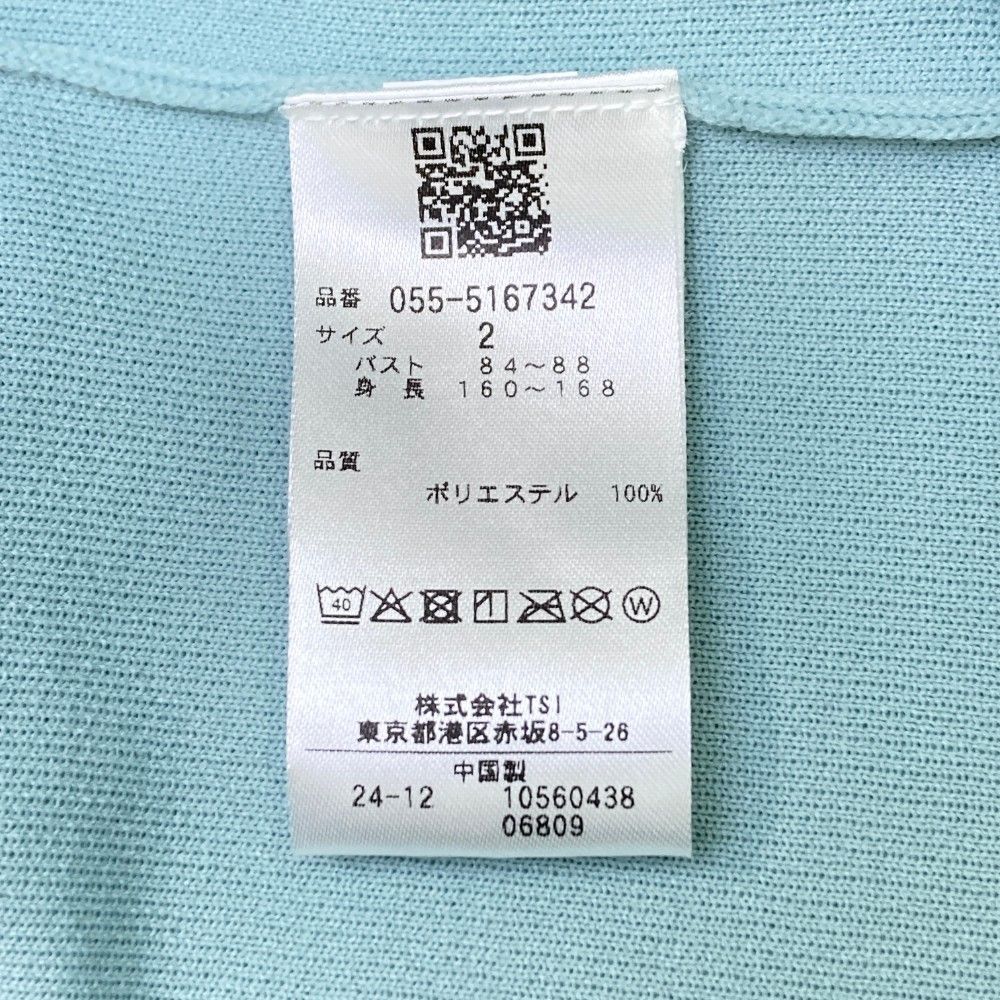 品番 055-5167342
サイズ 2
バスト 84～88
身長 160～168
品質
ポリエステル 100%
40 W
株式会社TSI
東京都港区赤坂8-5-26
中国製
24-12 10560438
06809